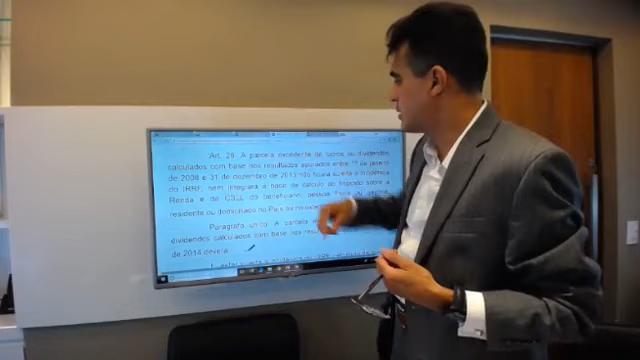 Art. 28. A parcela excedente de lucros ou dividendos
calculados com base nos resultados apurados entre 1º de janeiro
de 2008 e 31 de dezembro de 2013 não ficará sujeita à incidência
do IRRF, nem integrará a base de cálculo do imposto sobre a
Renda e da CSLL do beneficiário, pessoa física ou jurídica,
residente ou domiciliado no País ou no
Parágrafo único. A parcela
dividendos calculados com base nos
de 2014 deverá: